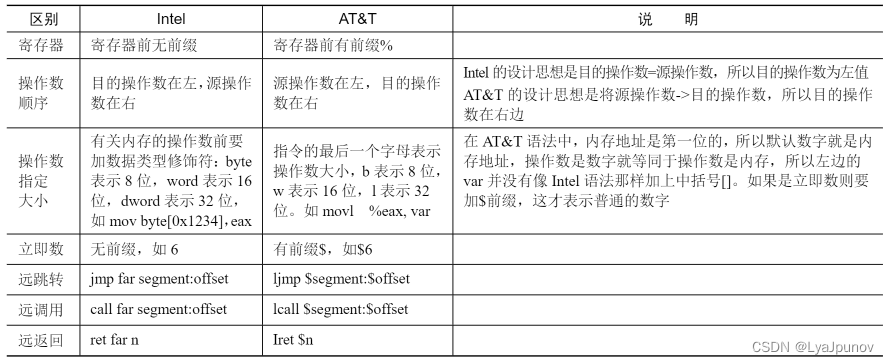 区别 Intel AT&T 说 明
寄存器 寄存器前无前缀 寄存器前有前缀%
操作数
顺序
目的操作数在左,源操作
数在右
源操作数在左，目的操作
数在右
Intel 的设计思想是目的操作数=源操作数，所以目的操作数为左值
AT&T 的设计思想是将源操作数->目的操作数，所以目的操作
数在右边
操作数
指定
大小
有关内存的操作数前要
加数据类型修饰符：byte
表示 8 位，word 表示 16
位，dword 表示 32 位，
如 mov byte[0x1234],eax
指令的最后一个字母表示
操作数大小，b 表示 8 位，
w 表示 16 位，l 表示 32
位。如 movl %eax, var
在 AT&T 语法中，内存地址是第一位的，所以默认数字就是内
存地址，操作数是数字就等同于操作数是内存，所以左边的
var 并没有像 Intel 语法那样加上中括号[]。如果是立即数则要
加$前缀，这才表示普通的数字
立即数 无前缀，如 6 有前缀$，如$6
远跳转 jmp far segment:offset ljmp $segment:$offset
远调用 call far segment:offset lcall $segment:$offset
远返回 ret far n Iret $n
CSDN @LyaJpunov